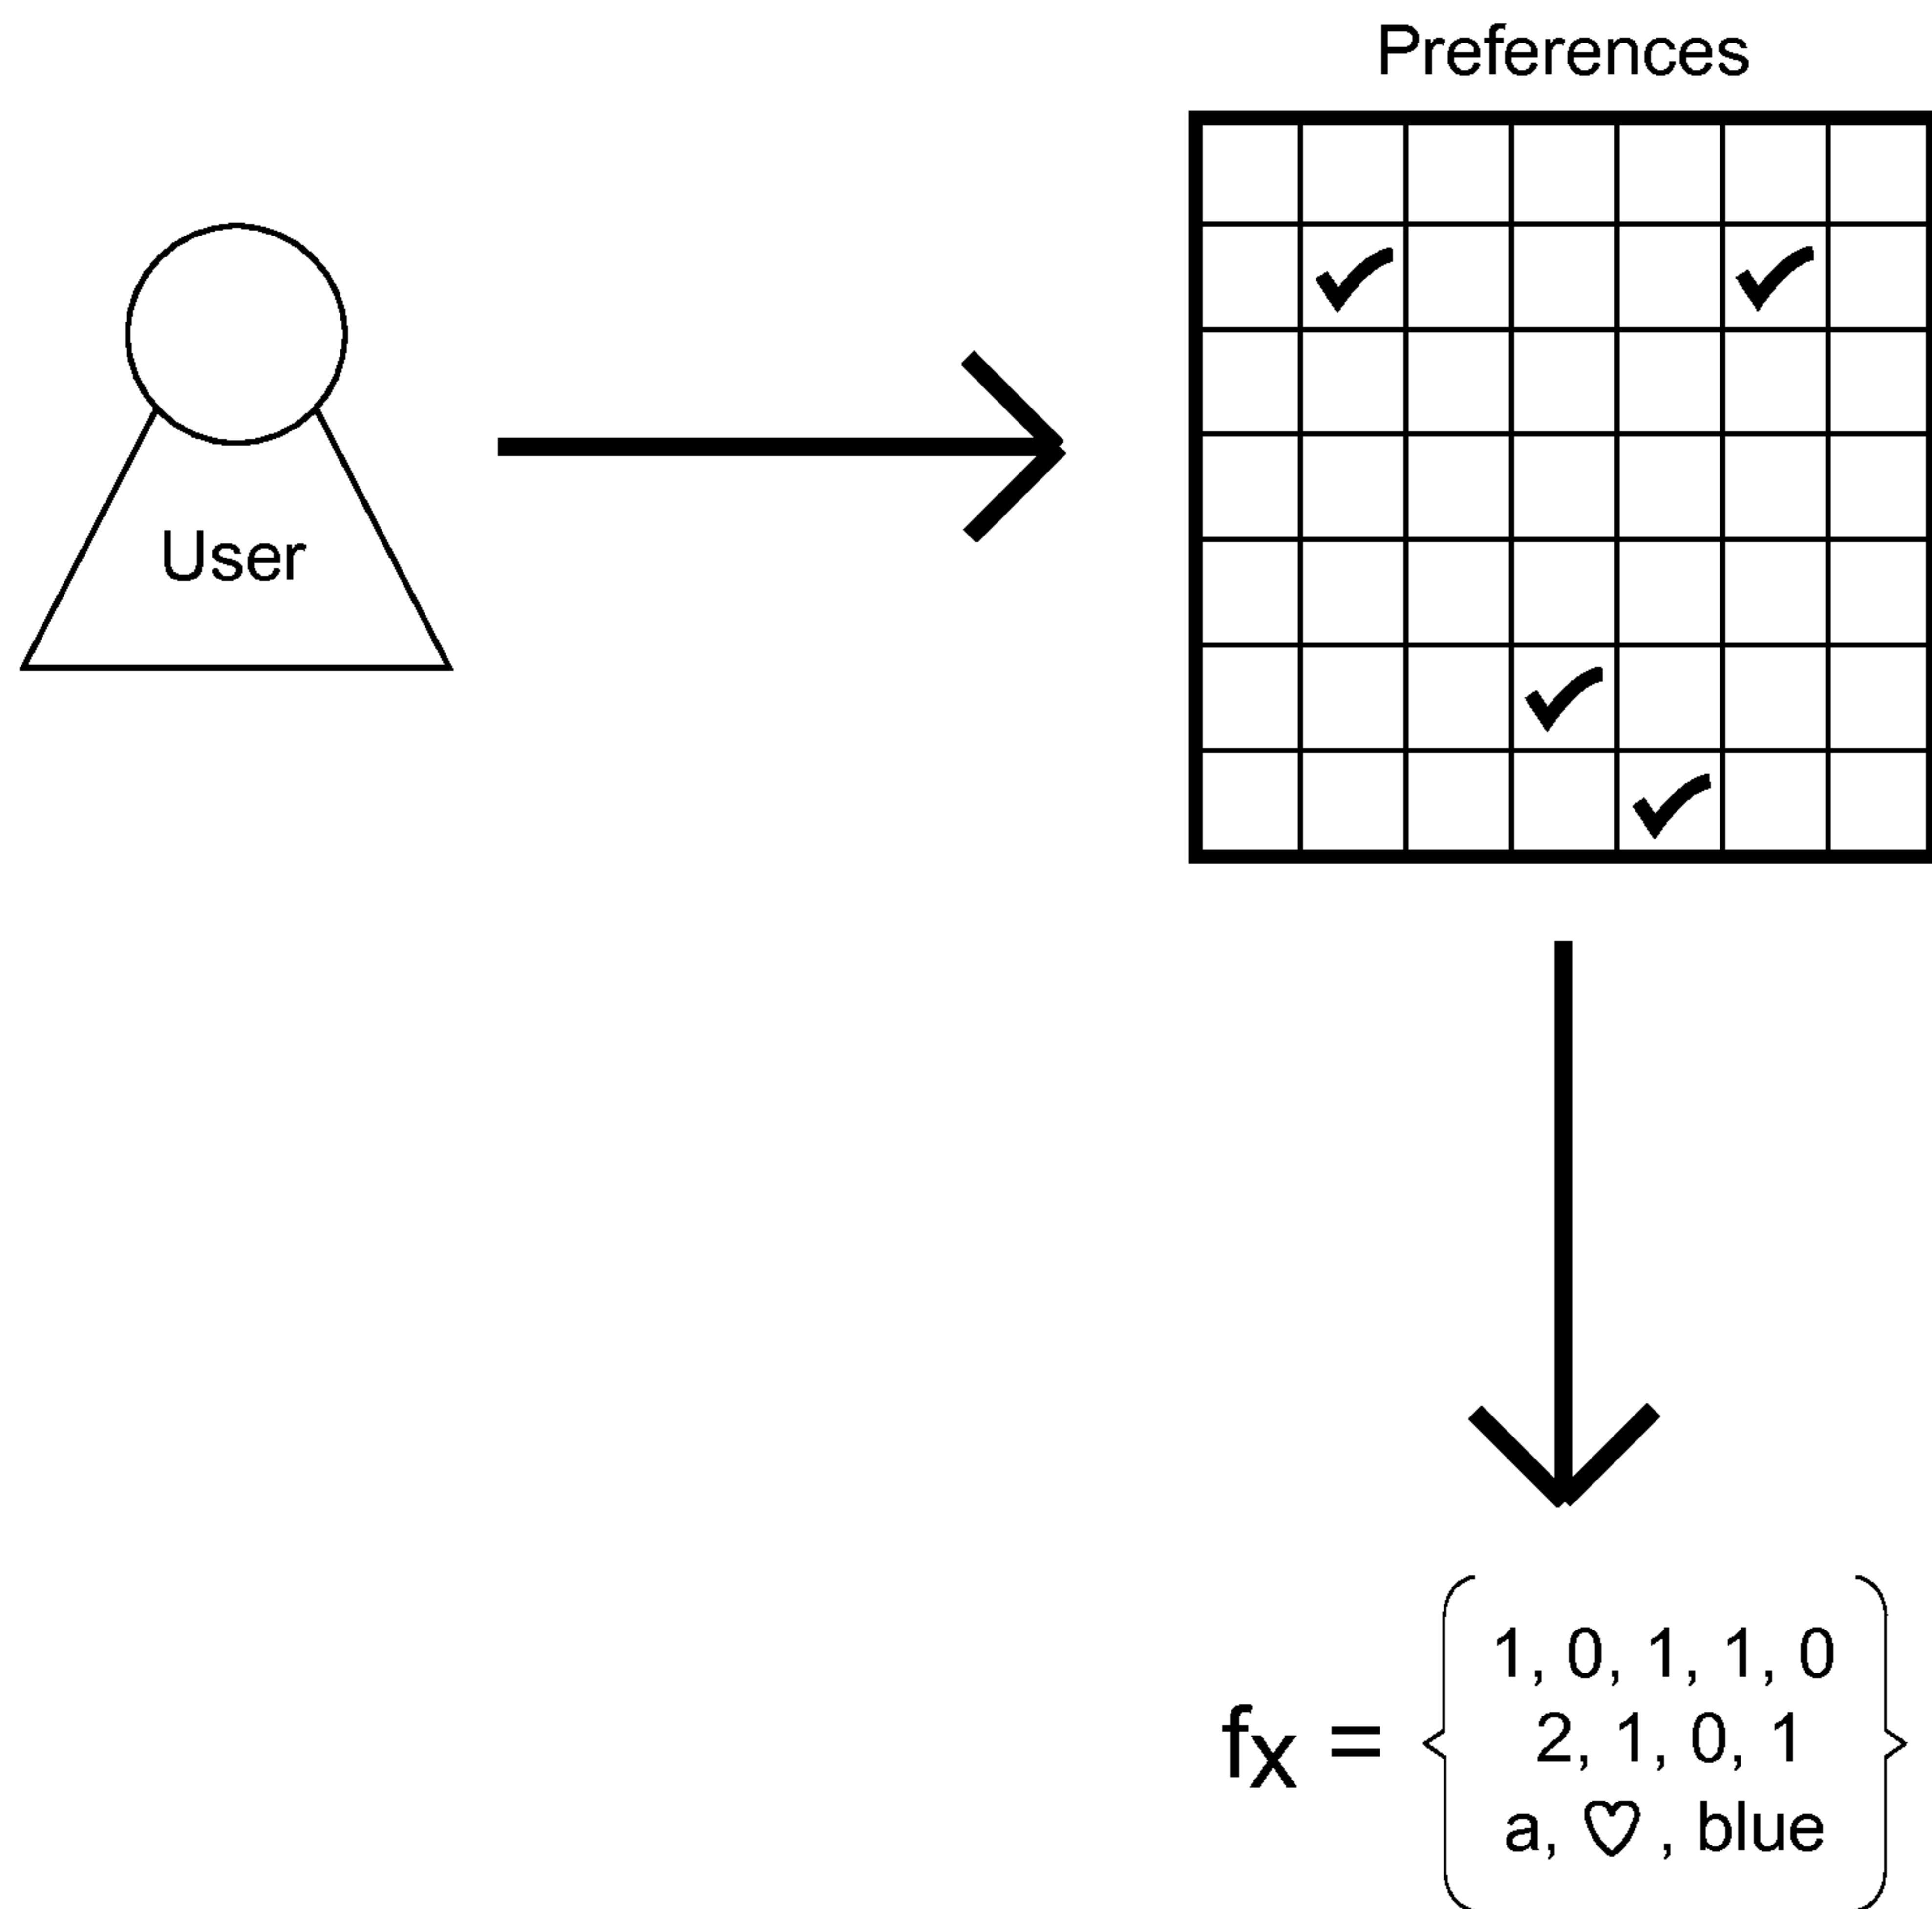 Preferences
User
fx =
1, 0, 1, 1, 0
2, 1, 0, 1
a, ♡, blue